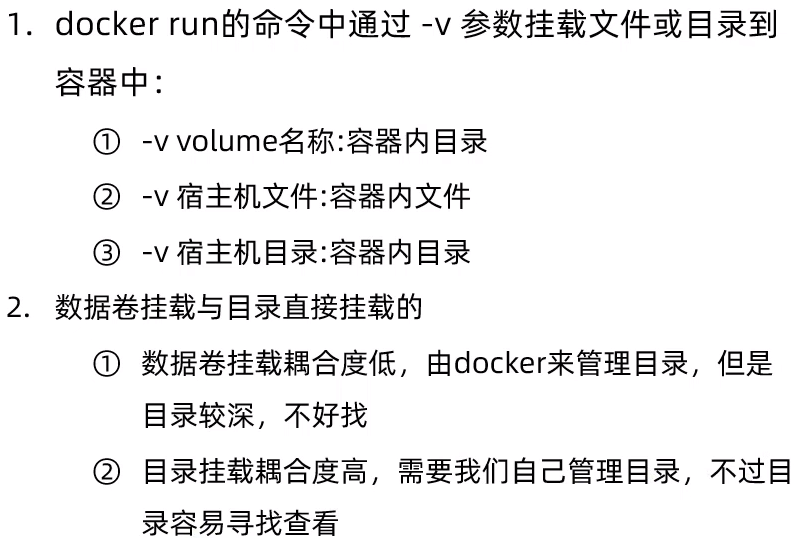 1. docker run的命令中通过 -v 参数挂载文件或目录到
容器中：
① -v volume名称:容器内目录
② -v 宿主机文件:容器内文件
③ -v 宿主机目录:容器内目录
2. 数据卷挂载与目录直接挂载的
① 数据卷挂载耦合度低，由docker来管理目录，但是
目录较深，不好找
② 目录挂载耦合度高，需要我们自己管理目录，不过目
录容易寻找查看